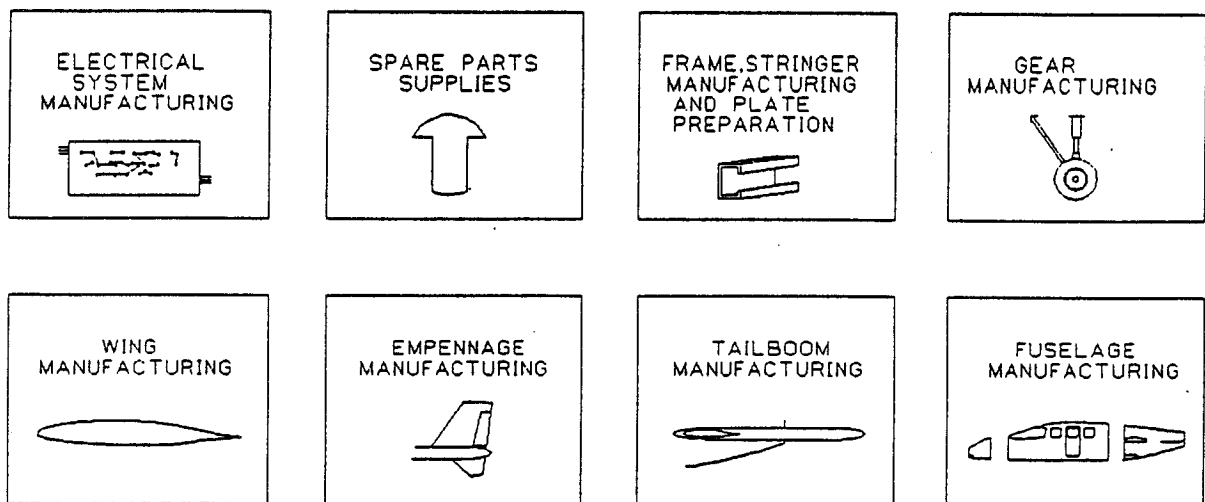 ELECTRICAL
SYSTEM
MANUFACTURING
SPARE PARTS
SUPPLIES
FRAME,STRINGER
MANUFACTURING
AND PLATE
PREPARATION
GEAR
MANUFACTURING
WING
MANUFACTURING
EMPENNAGE
MANUFACTURING
TAILBOOM
MANUFACTURING
FUSELAGE
MANUFACTURING